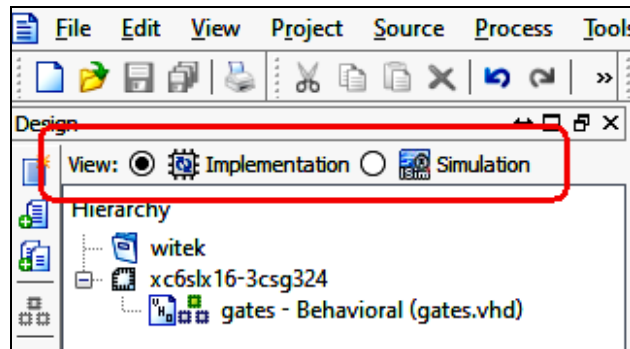 File Edit View Project Source Process Tools
»
Design
View: Implementation Simulation
Hierarchy
witek
xc6slx16-3csg324
gates - Behavioral (gates.vhd)